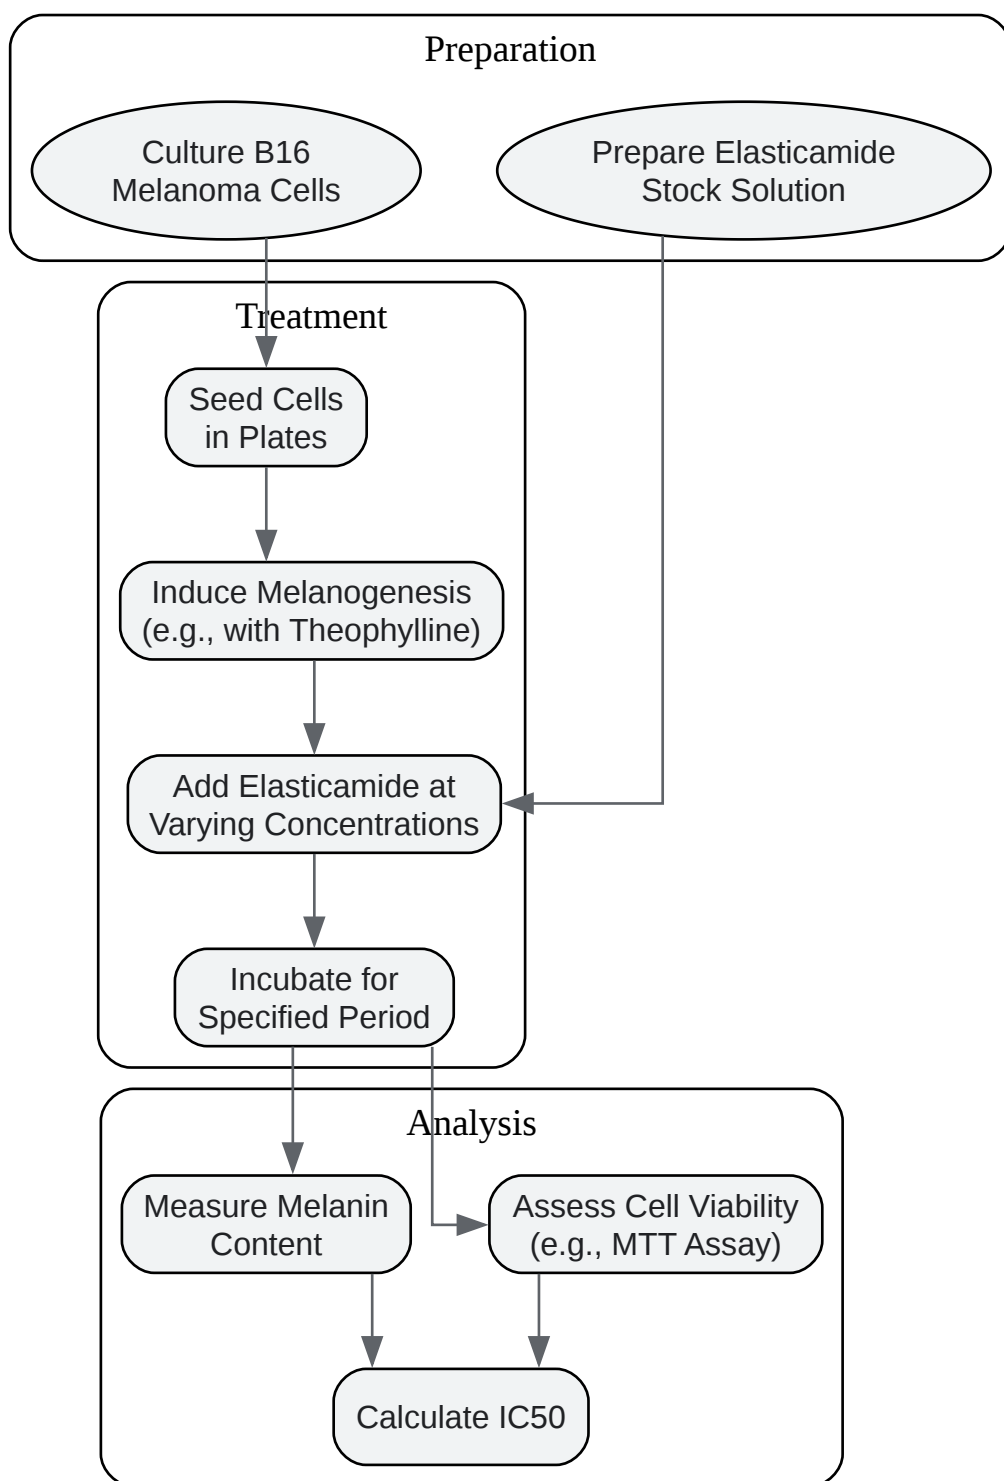 Preparation
Culture B16
Melanoma Cells
Prepare Elasticamide
Stock Solution
Treatment
Seed Cells
in Plates
Induce Melanogenesis
(e.g., with Theophylline)
Add Elasticamide at
Varying Concentrations
Incubate for
Specified Period
Analysis
Measure Melanin
Content
Assess Cell Viability
(e.g., MTT Assay)
Calculate IC50